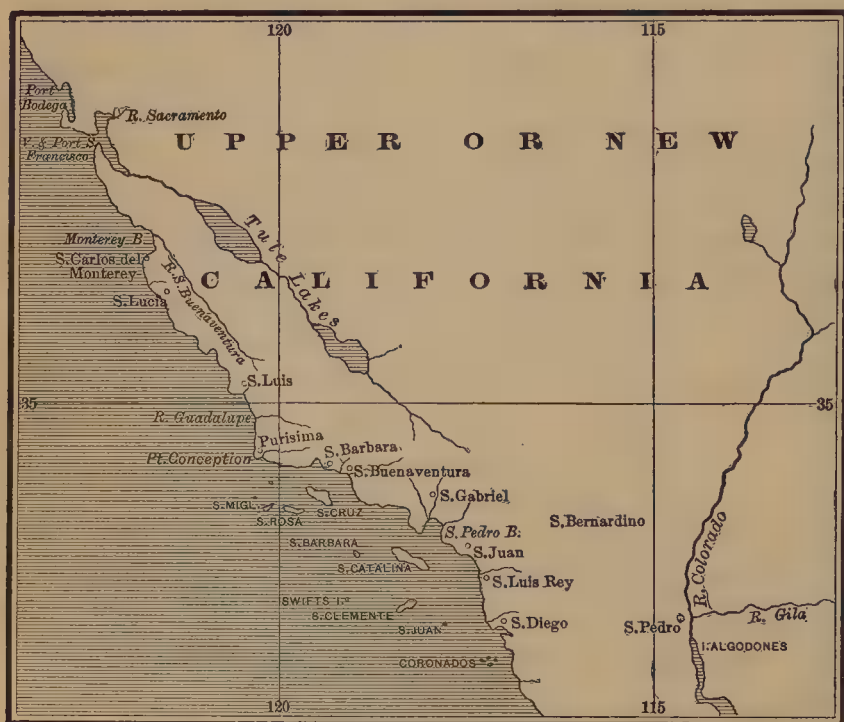 120
115
Port
Bodega
R. Sacramento
V. & Port S.
Francisco
UPPER OR NEW
CALIFORNIA
Tule Lakes
Monterey B.
S. Carlos del
Monterey
R. S. Buenaventura
S. Lucia
S. Luis
35
35
R. Guadalupe
Purisima
Pt. Conception
S. Barbara
S. Buenaventura
S. Gabriel
S. MIGL.
S. ROSA
S. CRUZ
S. Bernardino
S. Pedro B.
S. BARBARA
S. Juan
S. CATALINA
S. Luis Rey
SWIFTS I.
S. CLEMENTE
S. JUAN
S. Diego
CORONADOS
R. Colorado
S. Pedro
R. Gila
I. ALGODONES
120
115